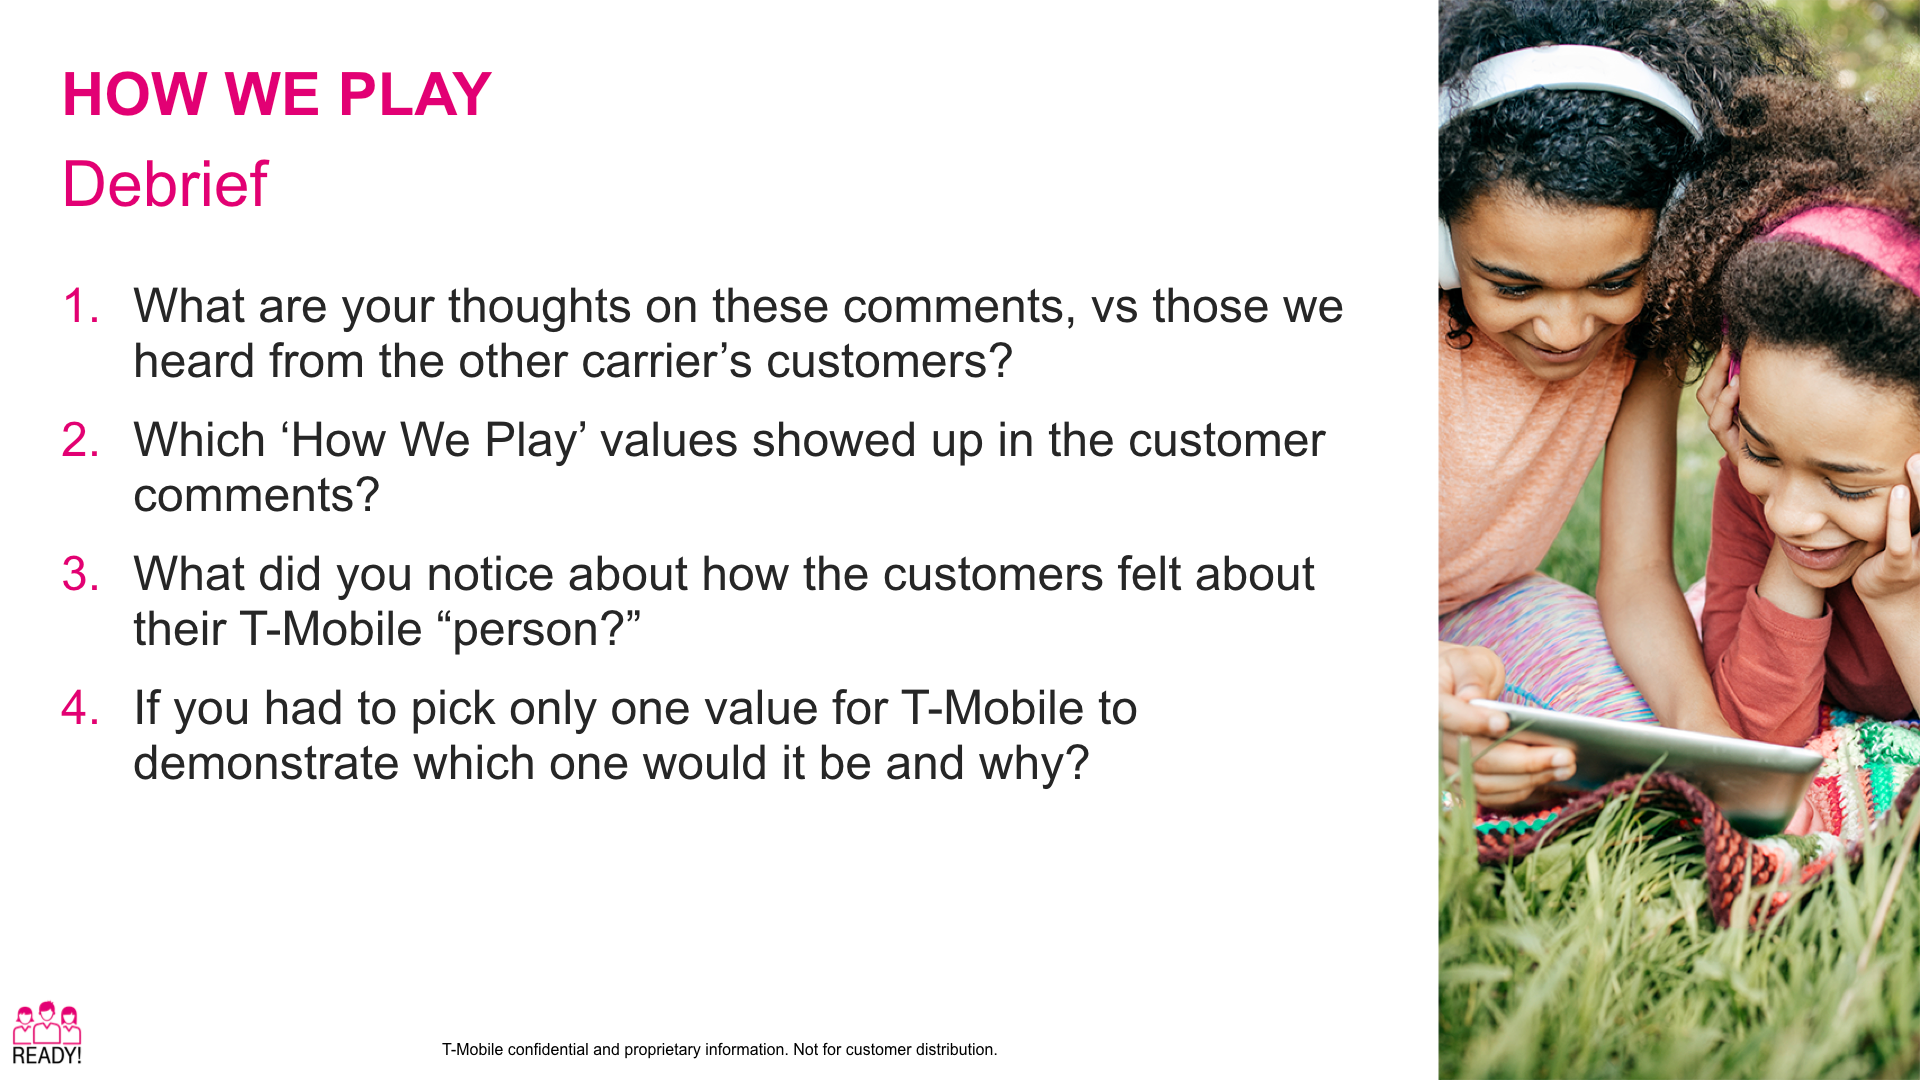 HOW WE PLAY
Debrief
1. What are your thoughts on these comments, vs those we
heard from the other carrier’s customers?
2. Which ‘How We Play’ values showed up in the customer
comments?
3. What did you notice about how the customers felt about
their T-Mobile “person?”
4. If you had to pick only one value for T-Mobile to
demonstrate which one would it be and why?
READY!
T-Mobile confidential and proprietary information. Not for customer distribution.